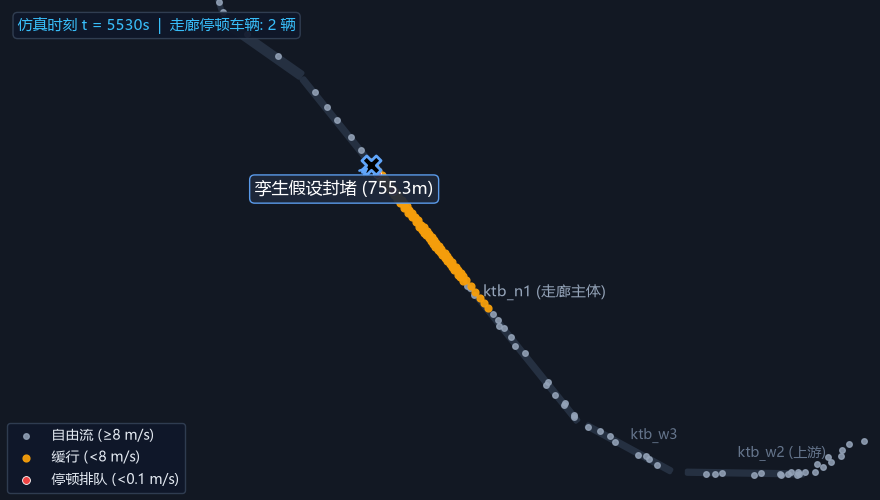 仿真时刻 t = 5530s | 走廊停顿车辆: 2 辆
孪生假设封堵 (755.3m)
ktb_n1 (走廊主体)
ktb_w3
ktb_w2 (上游)
自由流 (≥8 m/s)
缓行 (<8 m/s)
停顿排队 (<0.1 m/s)